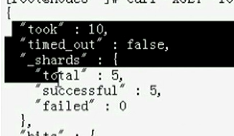 {
"took" : 10,
"timed_out" : false,
"_shards" : {
"total" : 5,
"successful" : 5,
"failed" : 0
},
"hits" : {